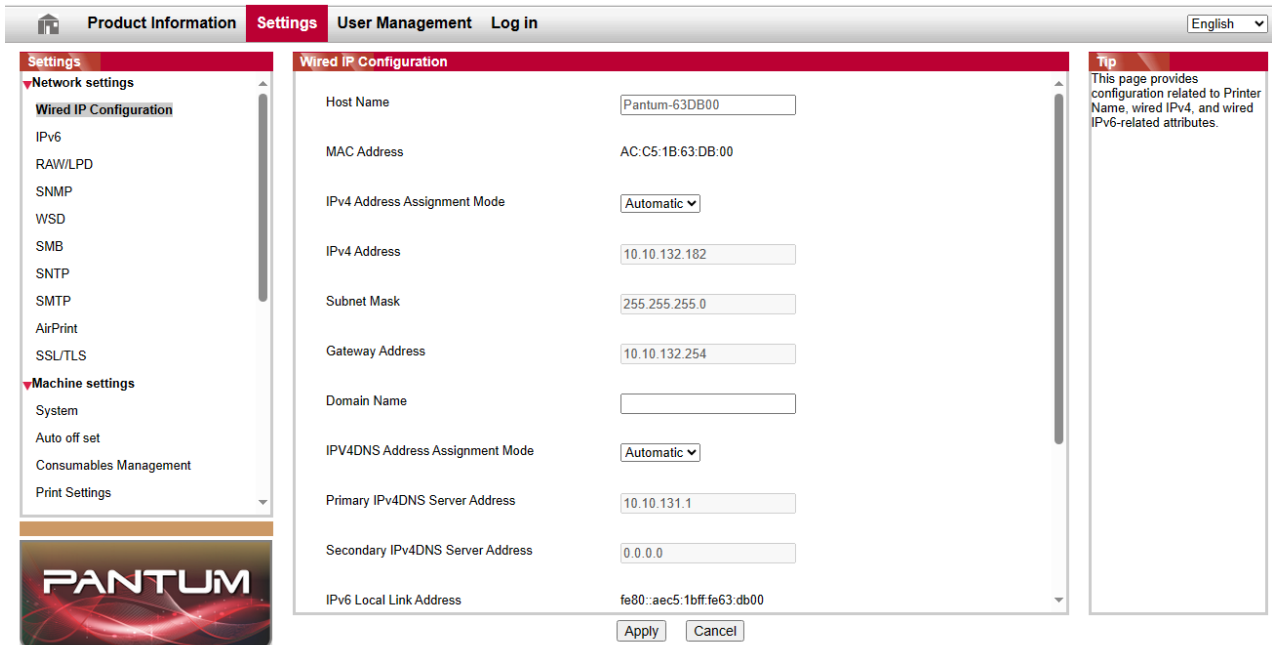 Product Information Settings User Management Log in English
Settings
Network settings
Wired IP Configuration
IPv6
RAW/LPD
SNMP
WSD
SMB
SNTP
SMTP
AirPrint
SSL/TLS
Machine settings
System
Auto off set
Consumables Management
Print Settings
PANTUM
Wired IP Configuration
Host Name Pantum-63DB00
MAC Address AC:C5:1B:63:DB:00
IPv4 Address Assignment Mode Automatic
IPv4 Address 10.10.132.182
Subnet Mask 255.255.255.0
Gateway Address 10.10.132.254
Domain Name
IPV4DNS Address Assignment Mode Automatic
Primary IPv4DNS Server Address 10.10.131.1
Secondary IPv4DNS Server Address 0.0.0.0
IPv6 Local Link Address fe80::aec5:1bff:fe63:db00
Apply Cancel
Tip
This page provides
configuration related to Printer
Name, wired IPv4, and wired
IPv6-related attributes.